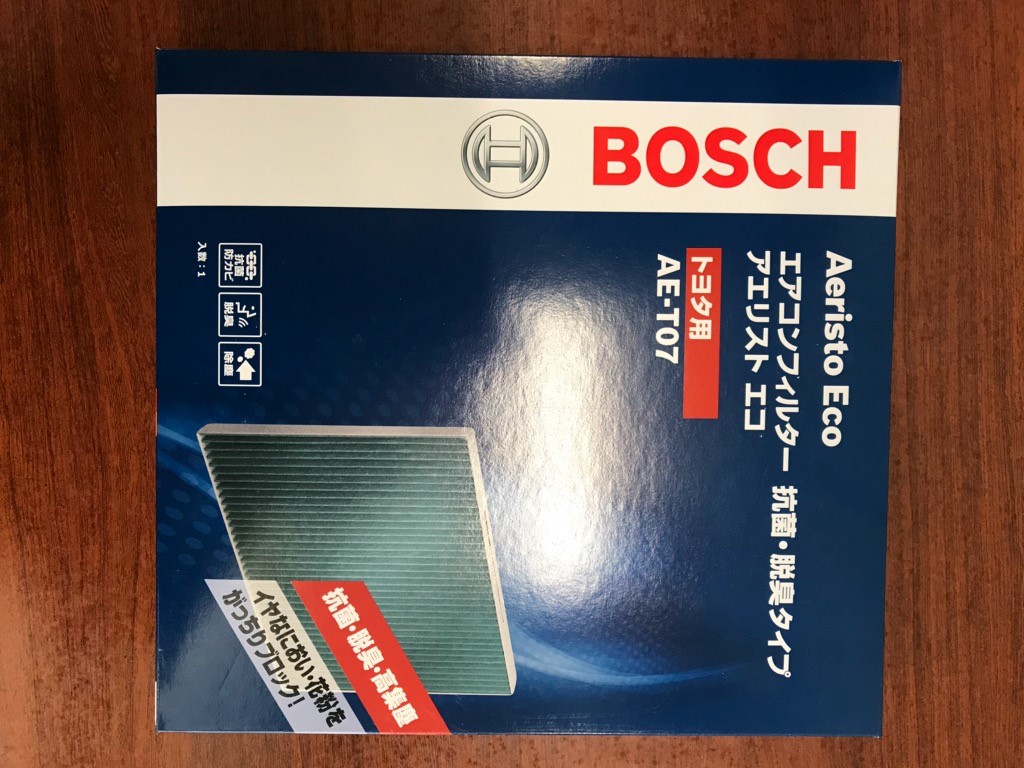 BOSCH
Aeristo Eco
エアコンフィルター 抗菌・脱臭タイプ
アエリスト エコ
トヨタ用
AE-T07
抗菌
防カビ
脱臭
除塵
入数：1
抗菌・脱臭・高集塵
イヤなにおい・花粉を
がっちりブロック！